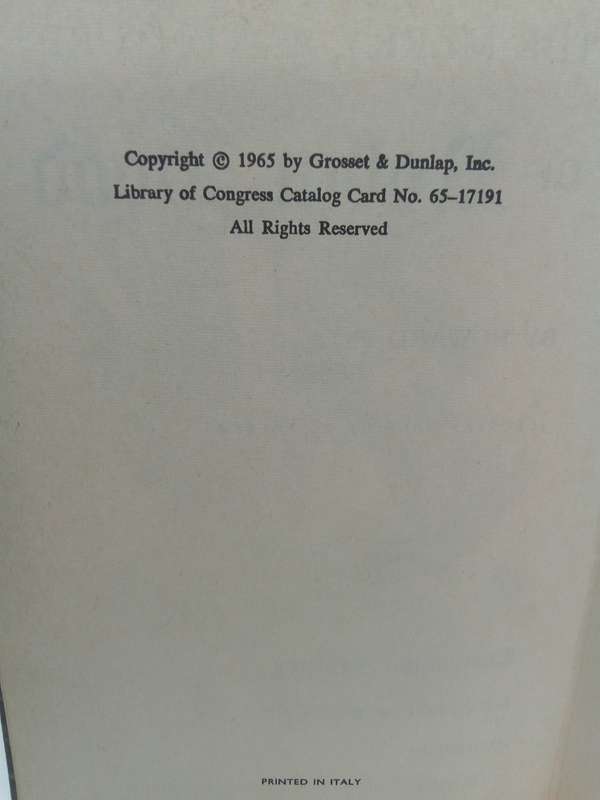 Copyright © 1965 by Grosset & Dunlap, Inc.
Library of Congress Catalog Card No. 65–17191
All Rights Reserved
PRINTED IN ITALY